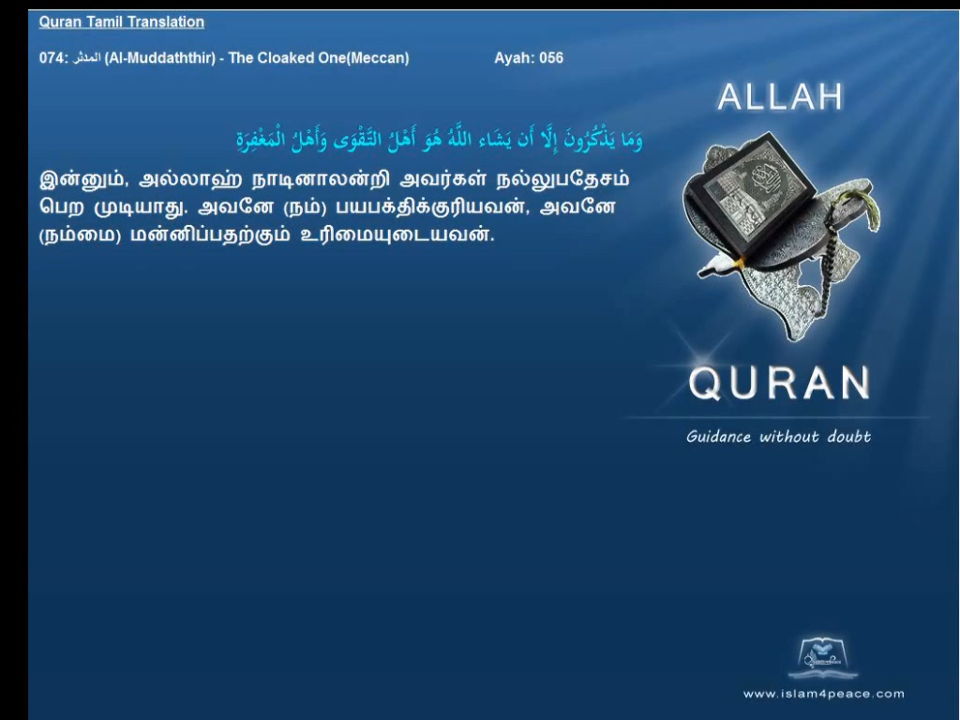 Quran Tamil Translation
074: المدثر (Al-Muddaththir) - The Cloaked One(Meccan) Ayah: 056
ALLAH
وَمَا يَذْكُرُونَ إِلَّا أَن يَشَاء اللَّهُ هُوَ أَهْلُ التَّقْوَى وَأَهْلُ الْمَغْفِرَةِ
இன்னும், அல்லாஹ் நாடினாலன்றி அவர்கள் நல்லுபதேசம்
பெற முடியாது. அவனே (நம்) பயபக்திக்குரியவன், அவனே
(நம்மை) மன்னிப்பதற்கும் உரிமையுடையவன்.
QURAN
Guidance without doubt
www.islam4peace.com